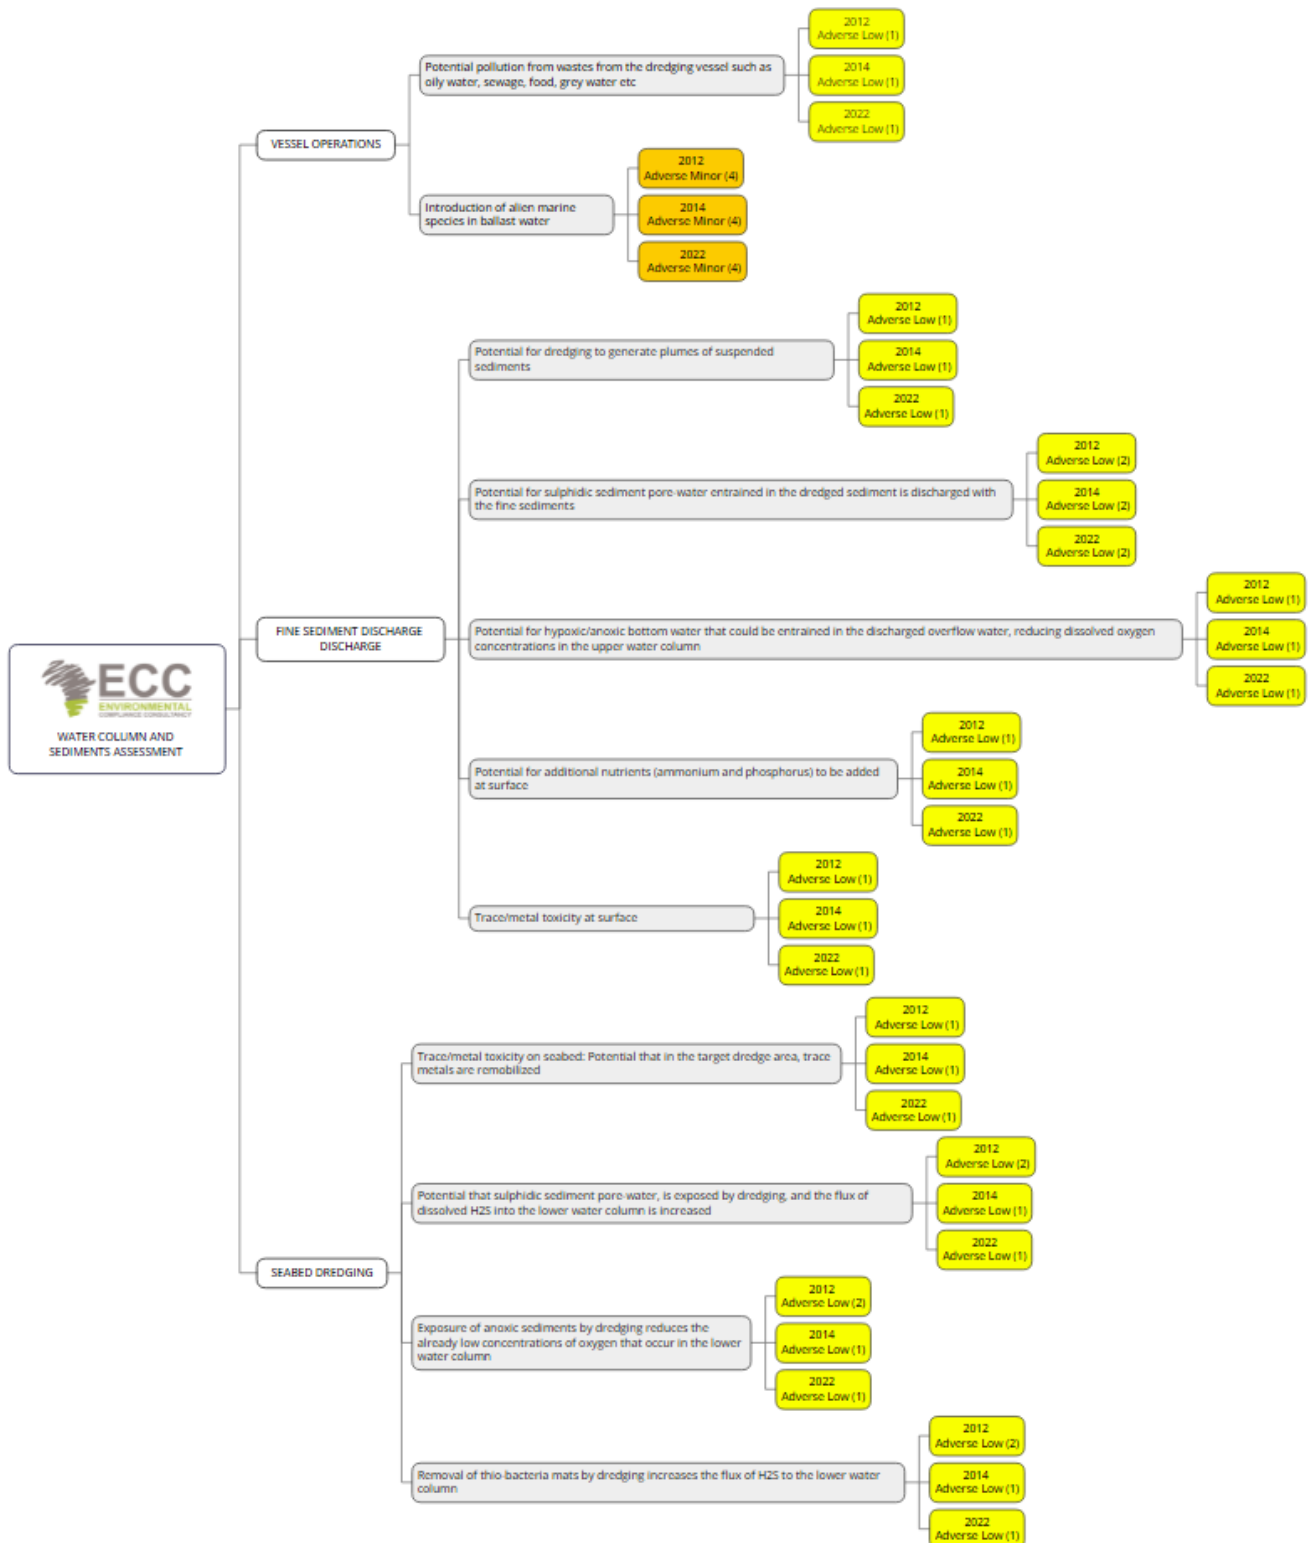 2012
Adverse Low (1)
Potential pollution from wastes from the dredging vessel such as
oily water, sewage, food, grey water etc
2014
Adverse Low (1)
2022
Adverse Low (1)
VESSEL OPERATIONS
2012
Adverse Minor (4)
Introduction of alien marine
species in ballast water
2014
Adverse Minor (4)
2022
Adverse Minor (4)
2012
Adverse Low (1)
Potential for dredging to generate plumes of suspended
sediments
2014
Adverse Low (1)
2022
Adverse Low (1)
2012
Adverse Low (2)
Potential for sulphidic sediment pore-water entrained in the dredged sediment is discharged with
the fine sediments
2014
Adverse Low (2)
2022
Adverse Low (2)
2012
Adverse Low (1)
FINE SEDIMENT DISCHARGE
DISCHARGE
Potential for hypoxic/anoxic bottom water that could be entrained in the discharged overflow water, reducing dissolved oxygen
concentrations in the upper water column
2014
Adverse Low (1)
2022
Adverse Low (1)
ECC
ENVIRONMENTAL
COMPLIANCE CONSULTANCY
WATER COLUMN AND
SEDIMENTS ASSESSMENT
2012
Adverse Low (1)
Potential for additional nutrients (ammonium and phosphorus) to be added
at surface
2014
Adverse Low (1)
2022
Adverse Low (1)
2012
Adverse Low (1)
Trace/metal toxicity at surface
2014
Adverse Low (1)
2022
Adverse Low (1)
2012
Adverse Low (1)
Trace/metal toxicity on seabed: Potential that in the target dredge area, trace
metals are remobilized
2014
Adverse Low (1)
2022
Adverse Low (1)
2012
Adverse Low (2)
Potential that sulphidic sediment pore-water, is exposed by dredging, and the flux of
dissolved H2S into the lower water column is increased
2014
Adverse Low (1)
2022
Adverse Low (1)
SEABED DREDGING
2012
Adverse Low (2)
Exposure of anoxic sediments by dredging reduces the
already low concentrations of oxygen that occur in the lower
water column
2014
Adverse Low (1)
2022
Adverse Low (1)
2012
Adverse Low (2)
Removal of thio-bacteria mats by dredging increases the flux of H2S to the lower water
column
2014
Adverse Low (1)
2022
Adverse Low (1)